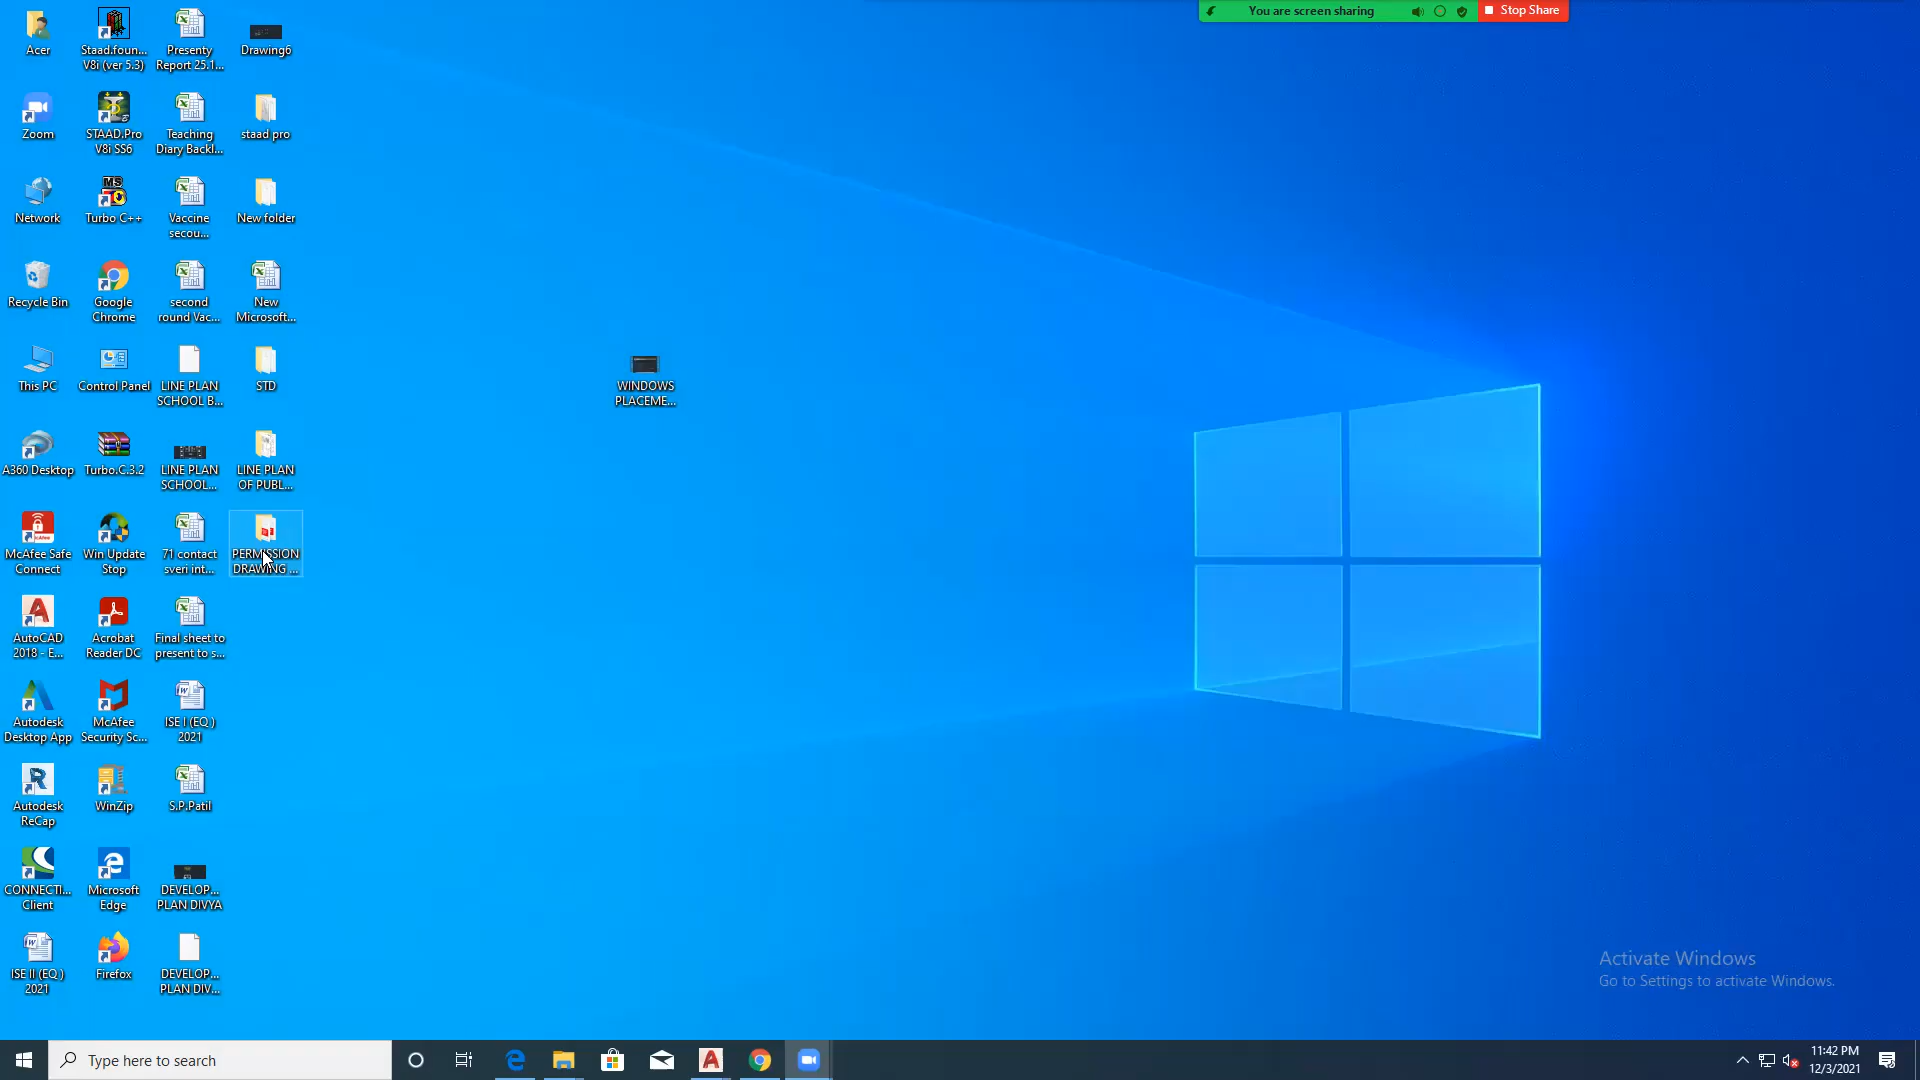 You are screen sharing
Stop Share
Acer
Staad.foun...
V8i (ver 5.3)
Presenty
Report 25.1...
Drawing6
Zoom
STAAD.Pro
V8i SS6
Teaching
Diary Backl...
staad pro
Network
MS
Turbo C++
Vaccine
secou...
New folder
Recycle Bin
Google
Chrome
second
round Vac...
New
Microsoft...
This PC
Control Panel
LINE PLAN
SCHOOL B...
STD
WINDOWS
PLACEME...
A360 Desktop
Turbo.C.3.2
LINE PLAN
SCHOOL...
LINE PLAN
OF PUBL...
McAfee Safe
Connect
Win Update
Stop
71 contact
sveri int...
PERMISSION
DRAWING ...
AutoCAD
2018 - E...
Acrobat
Reader DC
Final sheet to
present to s...
Autodesk
Desktop App
McAfee
Security Sc...
ISE I (EQ )
2021
Autodesk
ReCap
WinZip
S.P.Patil
CONNECTI...
Client
Microsoft
Edge
DEVELOP...
PLAN DIVYA
ISE II (EQ )
2021
Firefox
DEVELOP...
PLAN DIV...
Activate Windows
Go to Settings to activate Windows.
Type here to search
11:42 PM
12/3/2021